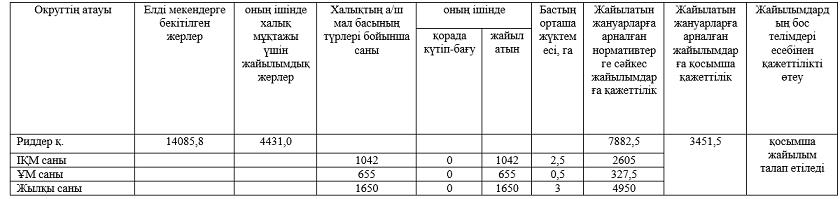 Округтің атауы
Елді мекендерге
бекітілген
жерлер
оның ішінде
халық
мұқтажы
үшін
жайылымдық
жерлер
Халықтың а/ш
мал басының
түрлері бойынша
саны
оның ішінде
қорада
күтіп-бағу
жайыл
атын
Бастың
орташа
жүктем
есі, га
Жайылатын
жануарларға
арналған
нормативтер
ге сәйкес
жайылымдар
ға қажеттілік
Жайылатын
жануарларға
арналған
жайылымдар
ға қосымша
қажеттілік
Жайылымдард
ың бос
телімдері
есебінен
қажеттілікті
өтеу
Риддер қ. 14085,8 4431,0 7882,5 3451,5 қосымша
жайылым
талап етіледі
ІҚМ саны 1042 0 1042 2,5 2605
ҰМ саны 655 0 655 0,5 327,5
Жылқы саны 1650 0 1650 3 4950